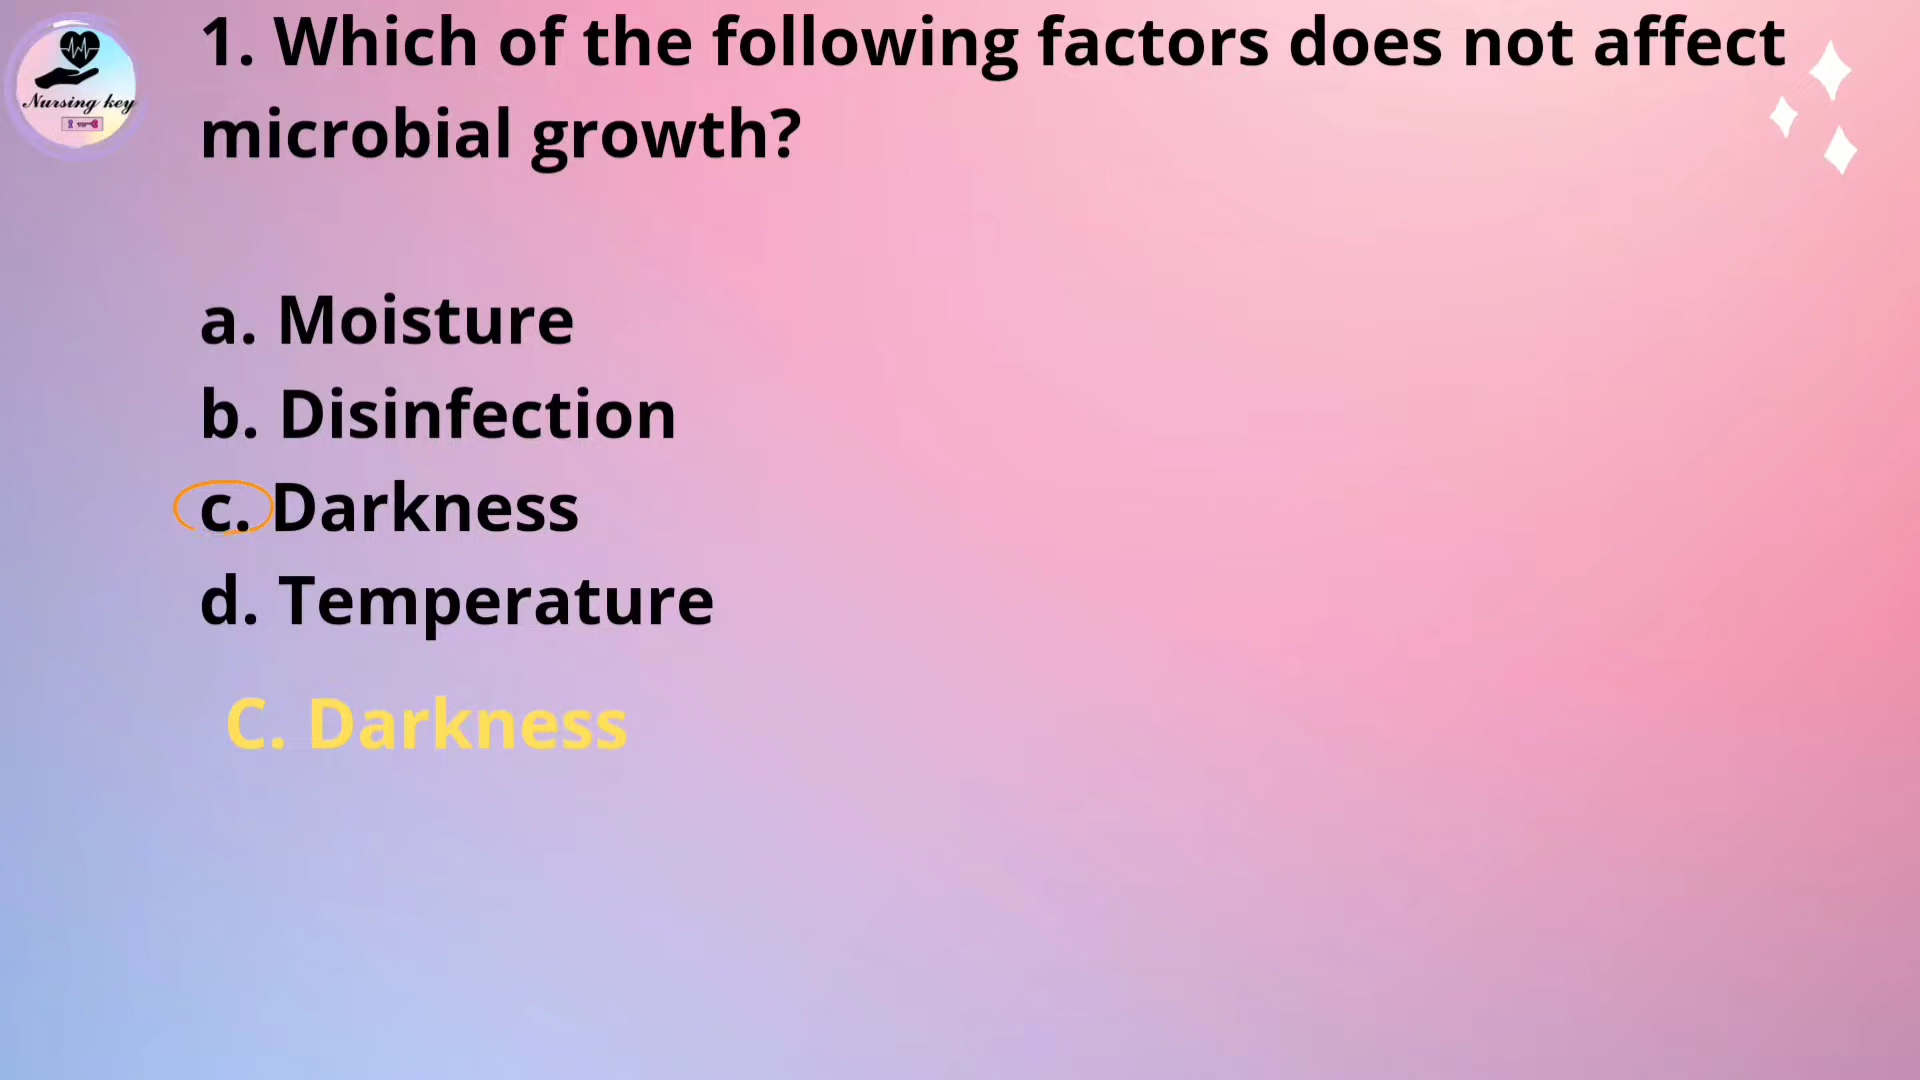 Nursing key
1. Which of the following factors does not affect
microbial growth?
a. Moisture
b. Disinfection
c. Darkness
d. Temperature
C. Darkness